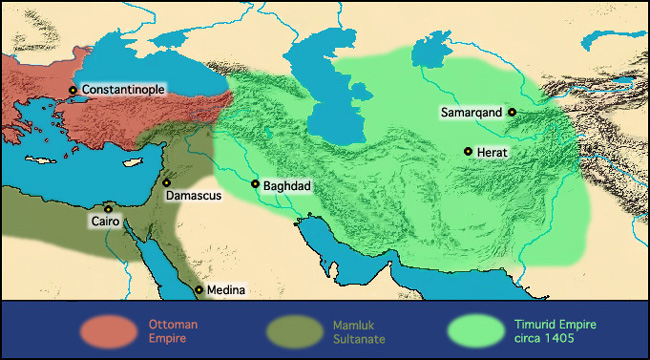 Constantinople
Samarqand
Herat
Damascus
Baghdad
Cairo
Medina
Ottoman
Empire
Mamluk
Sultanate
Timurid Empire
circa 1405